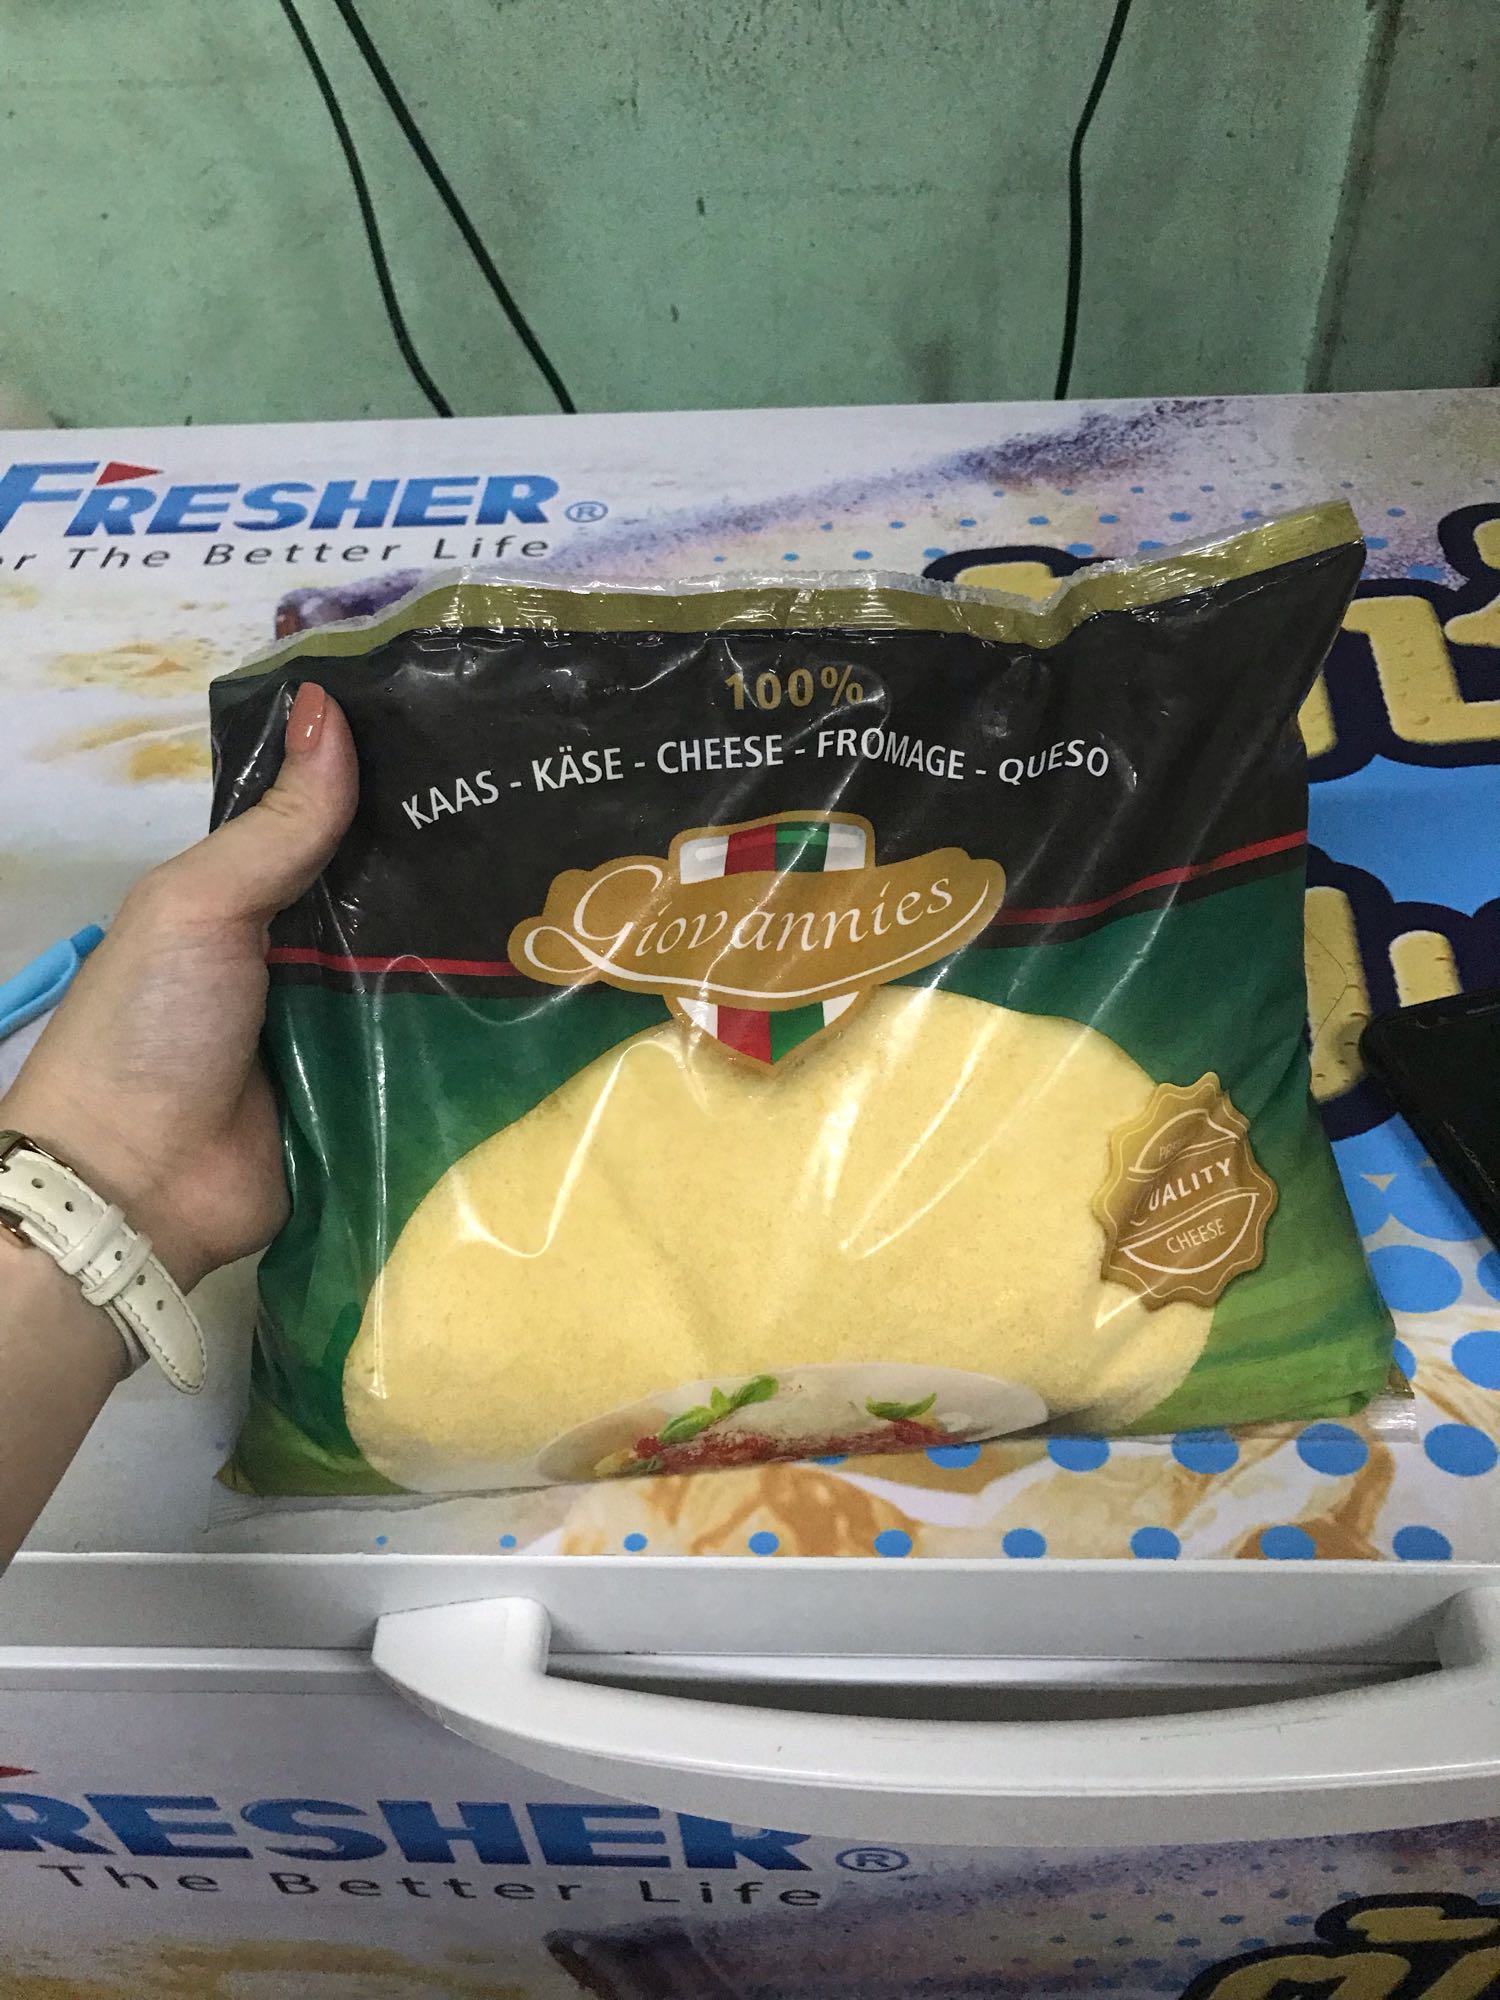 FRESHER®
The Better Life
100%
KAAS - KÄSE - CHEESE - FROMAGE - QUESO
Giovannies
UALITY
CHEESE
RESHER®
The Better Life